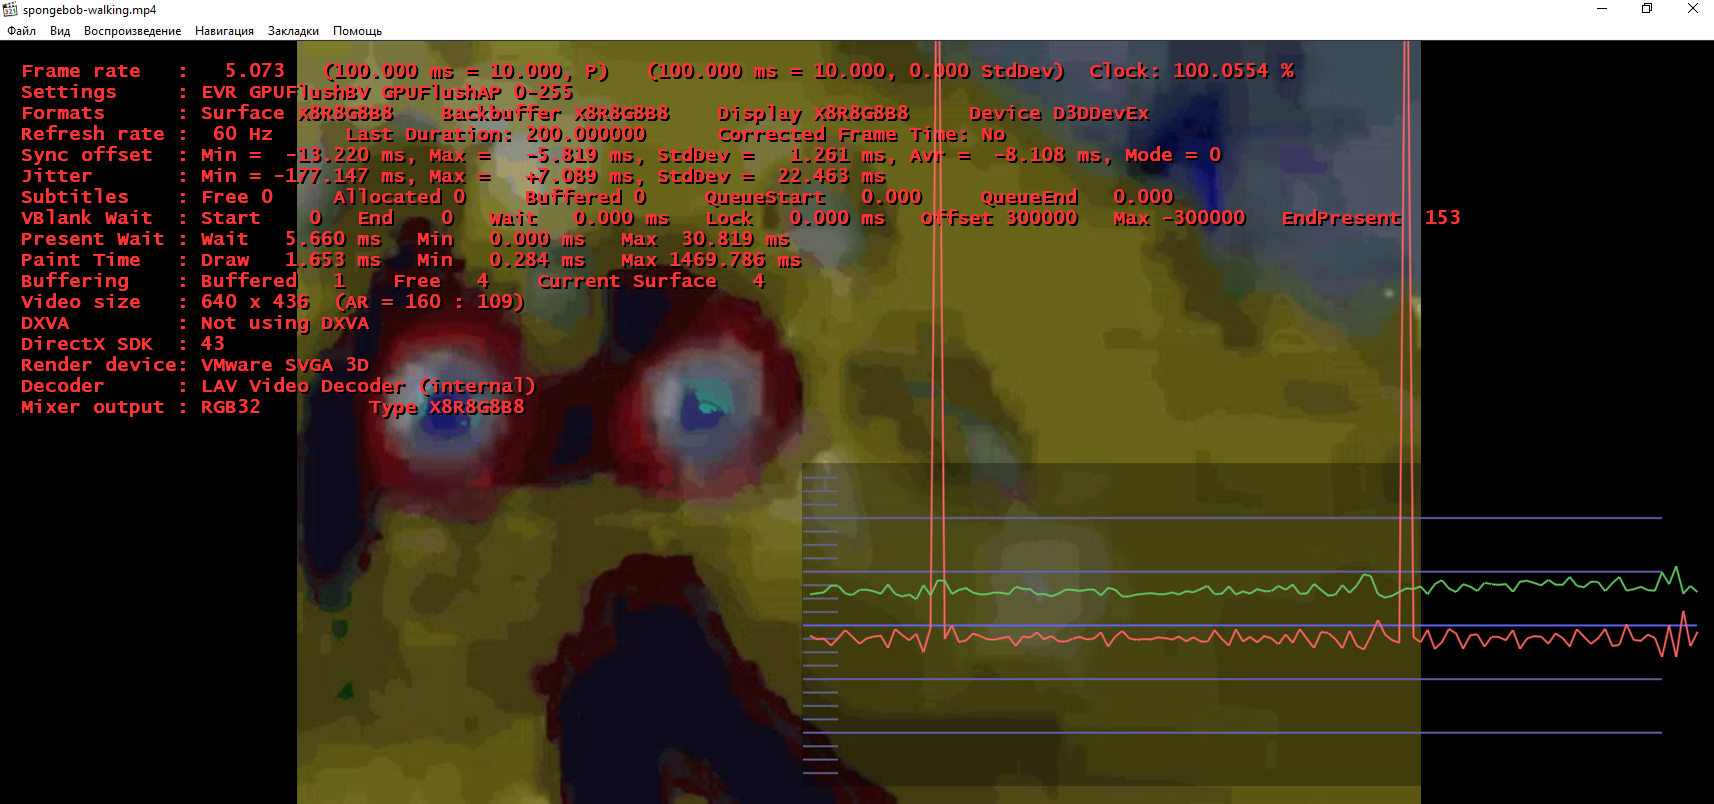 spongebob-walking.mp4
Файл Вид Воспроизведение Навигация Закладки Помощь
Frame rate : 5.073 (100.000 ms = 10.000, P) (100.000 ms = 10.000, 0.000 StdDev) Clock: 100.0554 %
Settings : EVR GPUFlushBV GPUFlushAP 0-255
Formats : Surface X8R8G8B8 Backbuffer X8R8G8B8 Display X8R8G8B8 Device D3DDevEx
Refresh rate : 60 Hz Last Duration: 200.000000 Corrected Frame Time: No
Sync offset : Min = -13.220 ms, Max = -5.819 ms, StdDev = 1.261 ms, Avr = -8.108 ms, Mode = 0
Jitter : Min = -177.147 ms, Max = +7.089 ms, StdDev = 22.463 ms
Subtitles : Free 0 Allocated 0 Buffered 0 QueueStart 0.000 QueueEnd 0.000
VBlank Wait : Start 0 End 0 Wait 0.000 ms Lock 0.000 ms Offset 300000 Max -300000 EndPresent 153
Present Wait : Wait 5.660 ms Min 0.000 ms Max 30.819 ms
Paint Time : Draw 1.653 ms Min 0.284 ms Max 1469.786 ms
Buffering : Buffered 1 Free 4 Current Surface 4
Video size : 640 x 436 (AR = 160 : 109)
DXVA : Not using DXVA
DirectX SDK : 43
Render device: VMware SVGA 3D
Decoder : LAV Video Decoder (internal)
Mixer output : RGB32 Type X8R8G8B8